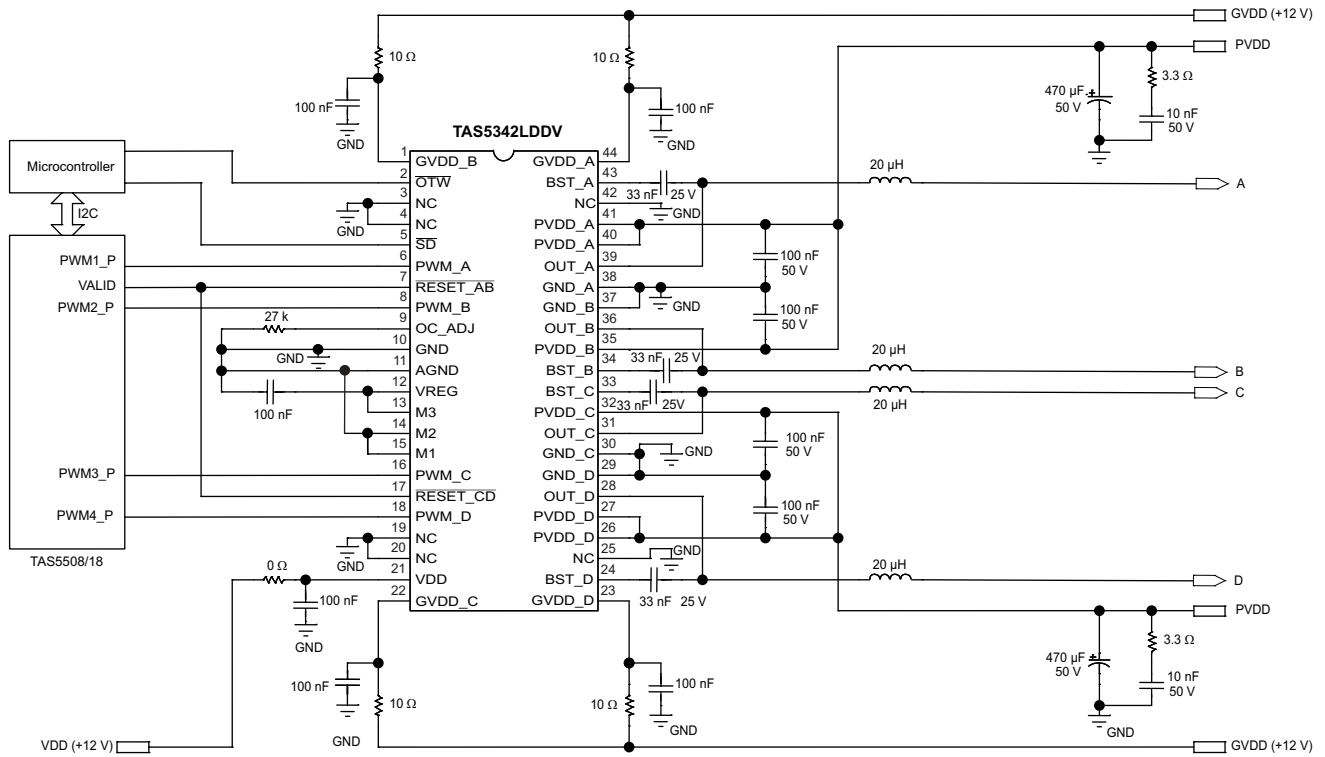 GVDD (+12 V)
PVDD
10 Ω
10 Ω
3.3 Ω
470 µF
50 V
10 nF
50 V
100 nF
GND
100 nF
GND
TAS5342LDDV
Microcontroller
I2C
20 µH
A
1 GVDD_B
2 OTW
3 NC
4 NC
5 SD
6 PWM_A
7 RESET_AB
8 PWM_B
9 OC_ADJ
10 GND
11 AGND
12 VREG
13 M3
14 M2
15 M1
16 PWM_C
17 RESET_CD
18 PWM_D
19 NC
20 NC
21 VDD
22 GVDD_C
GVDD_A 44
BST_A 43
NC 42
PVDD_A 41
PVDD_A 40
OUT_A 39
GND_A 38
GND_B 37
OUT_B 36
PVDD_B 35
BST_B 34
BST_C 33
PVDD_C 32
OUT_C 31
GND_C 30
GND_D 29
OUT_D 28
PVDD_D 27
PVDD_D 26
NC 25
BST_D 24
GVDD_D 23
33 nF 25 V
GND
GND
PWM1_P
VALID
PWM2_P
PWM3_P
PWM4_P
TAS5508/18
100 nF
50 V
GND
100 nF
50 V
27 k
GND
100 nF
33 nF 25 V
20 µH
B
33 nF 25V
20 µH
C
GND
100 nF
50 V
100 nF
50 V
GND
GND
0 Ω
100 nF
GND
33 nF 25 V
20 µH
D
PVDD
3.3 Ω
470 µF
50 V
10 nF
50 V
GND
100 nF
10 Ω
GND
10 Ω
100 nF
GND
VDD (+12 V)
GVDD (+12 V)